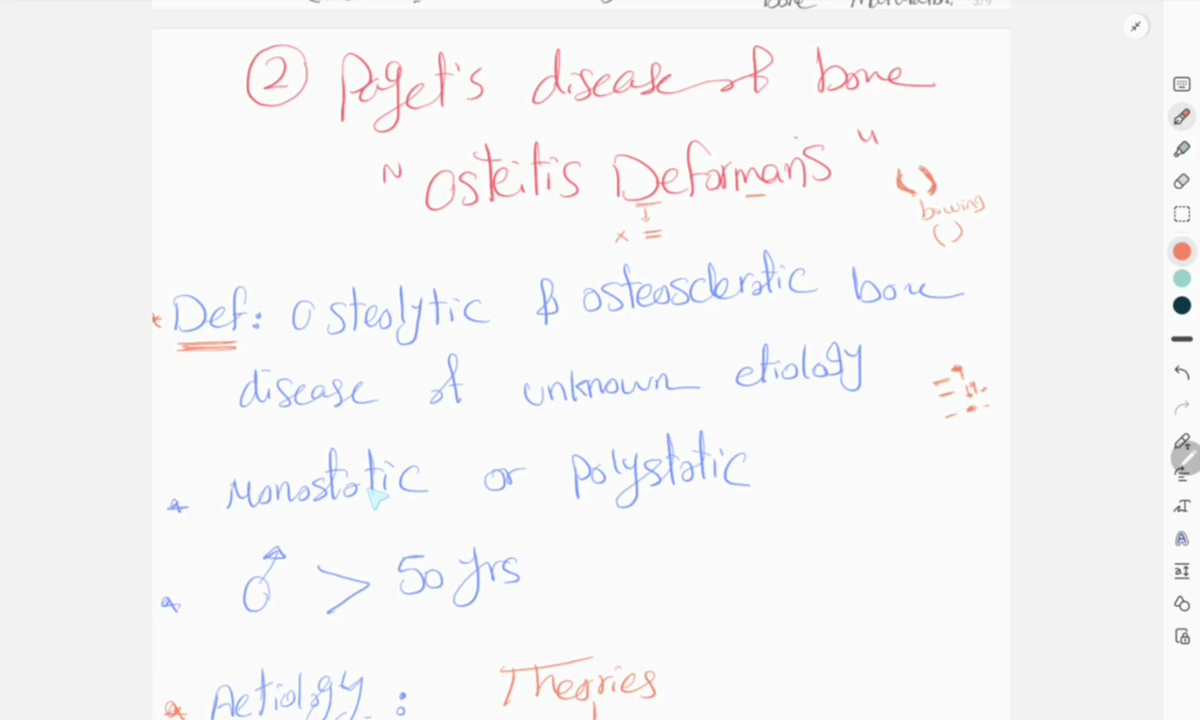 ② Paget's disease of bone
" Osteitis Deformans "
bowing
( )
x =
* Def: Osteolytic & osteosclerotic bone
disease of unknown etiology
* Monostotic or polystotic
* ♂ > 50 yrs
* Aetiology : Theories